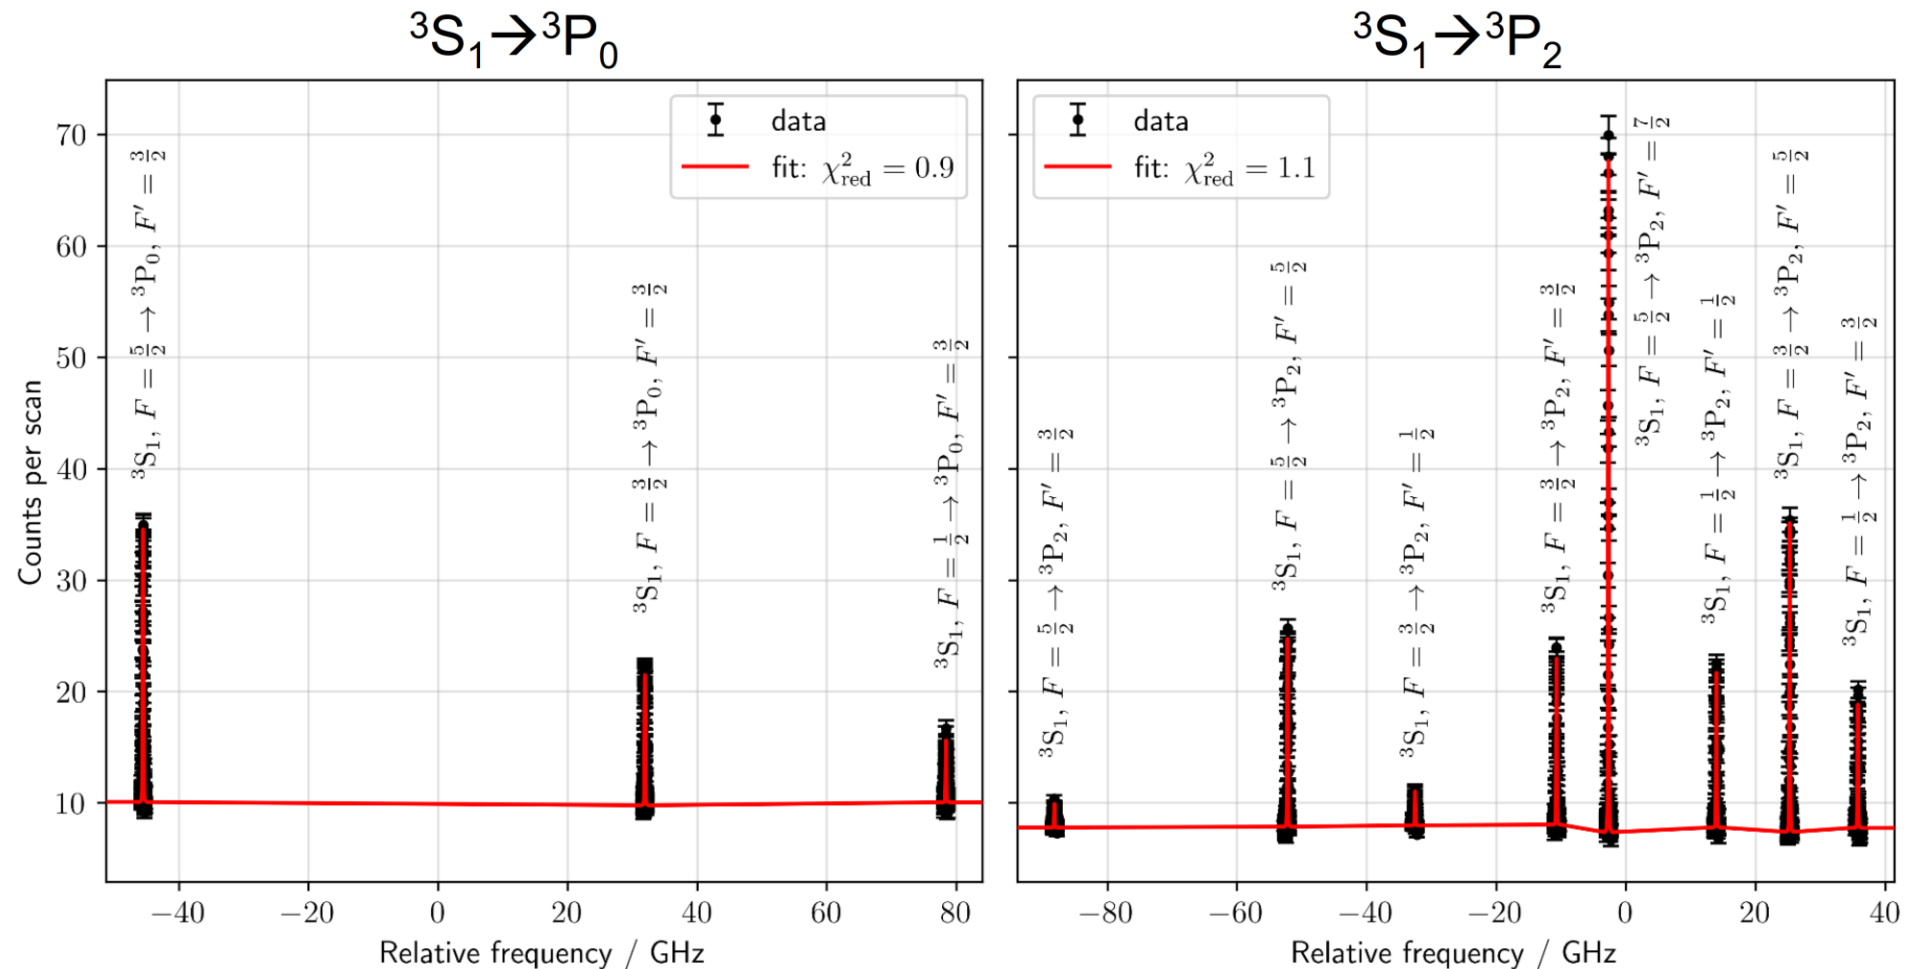 ³S₁→³P₀
³S₁→³P₂
Counts per scan
70
60
50
40
30
20
10
data
fit: χ²_red = 0.9
³S₁, F = 5/2 → ³P₀, F′ = 3/2
³S₁, F = 3/2 → ³P₀, F′ = 3/2
³S₁, F = 1/2 → ³P₀, F′ = 3/2
−40 −20 0 20 40 60 80
Relative frequency / GHz
data
fit: χ²_red = 1.1
³S₁, F = 5/2 → ³P₂, F′ = 3/2
³S₁, F = 5/2 → ³P₂, F′ = 5/2
³S₁, F = 3/2 → ³P₂, F′ = 1/2
³S₁, F = 3/2 → ³P₂, F′ = 3/2
³S₁, F = 5/2 → ³P₂, F′ = 7/2
³S₁, F = 1/2 → ³P₂, F′ = 1/2
³S₁, F = 3/2 → ³P₂, F′ = 5/2
³S₁, F = 1/2 → ³P₂, F′ = 3/2
−80 −60 −40 −20 0 20 40
Relative frequency / GHz